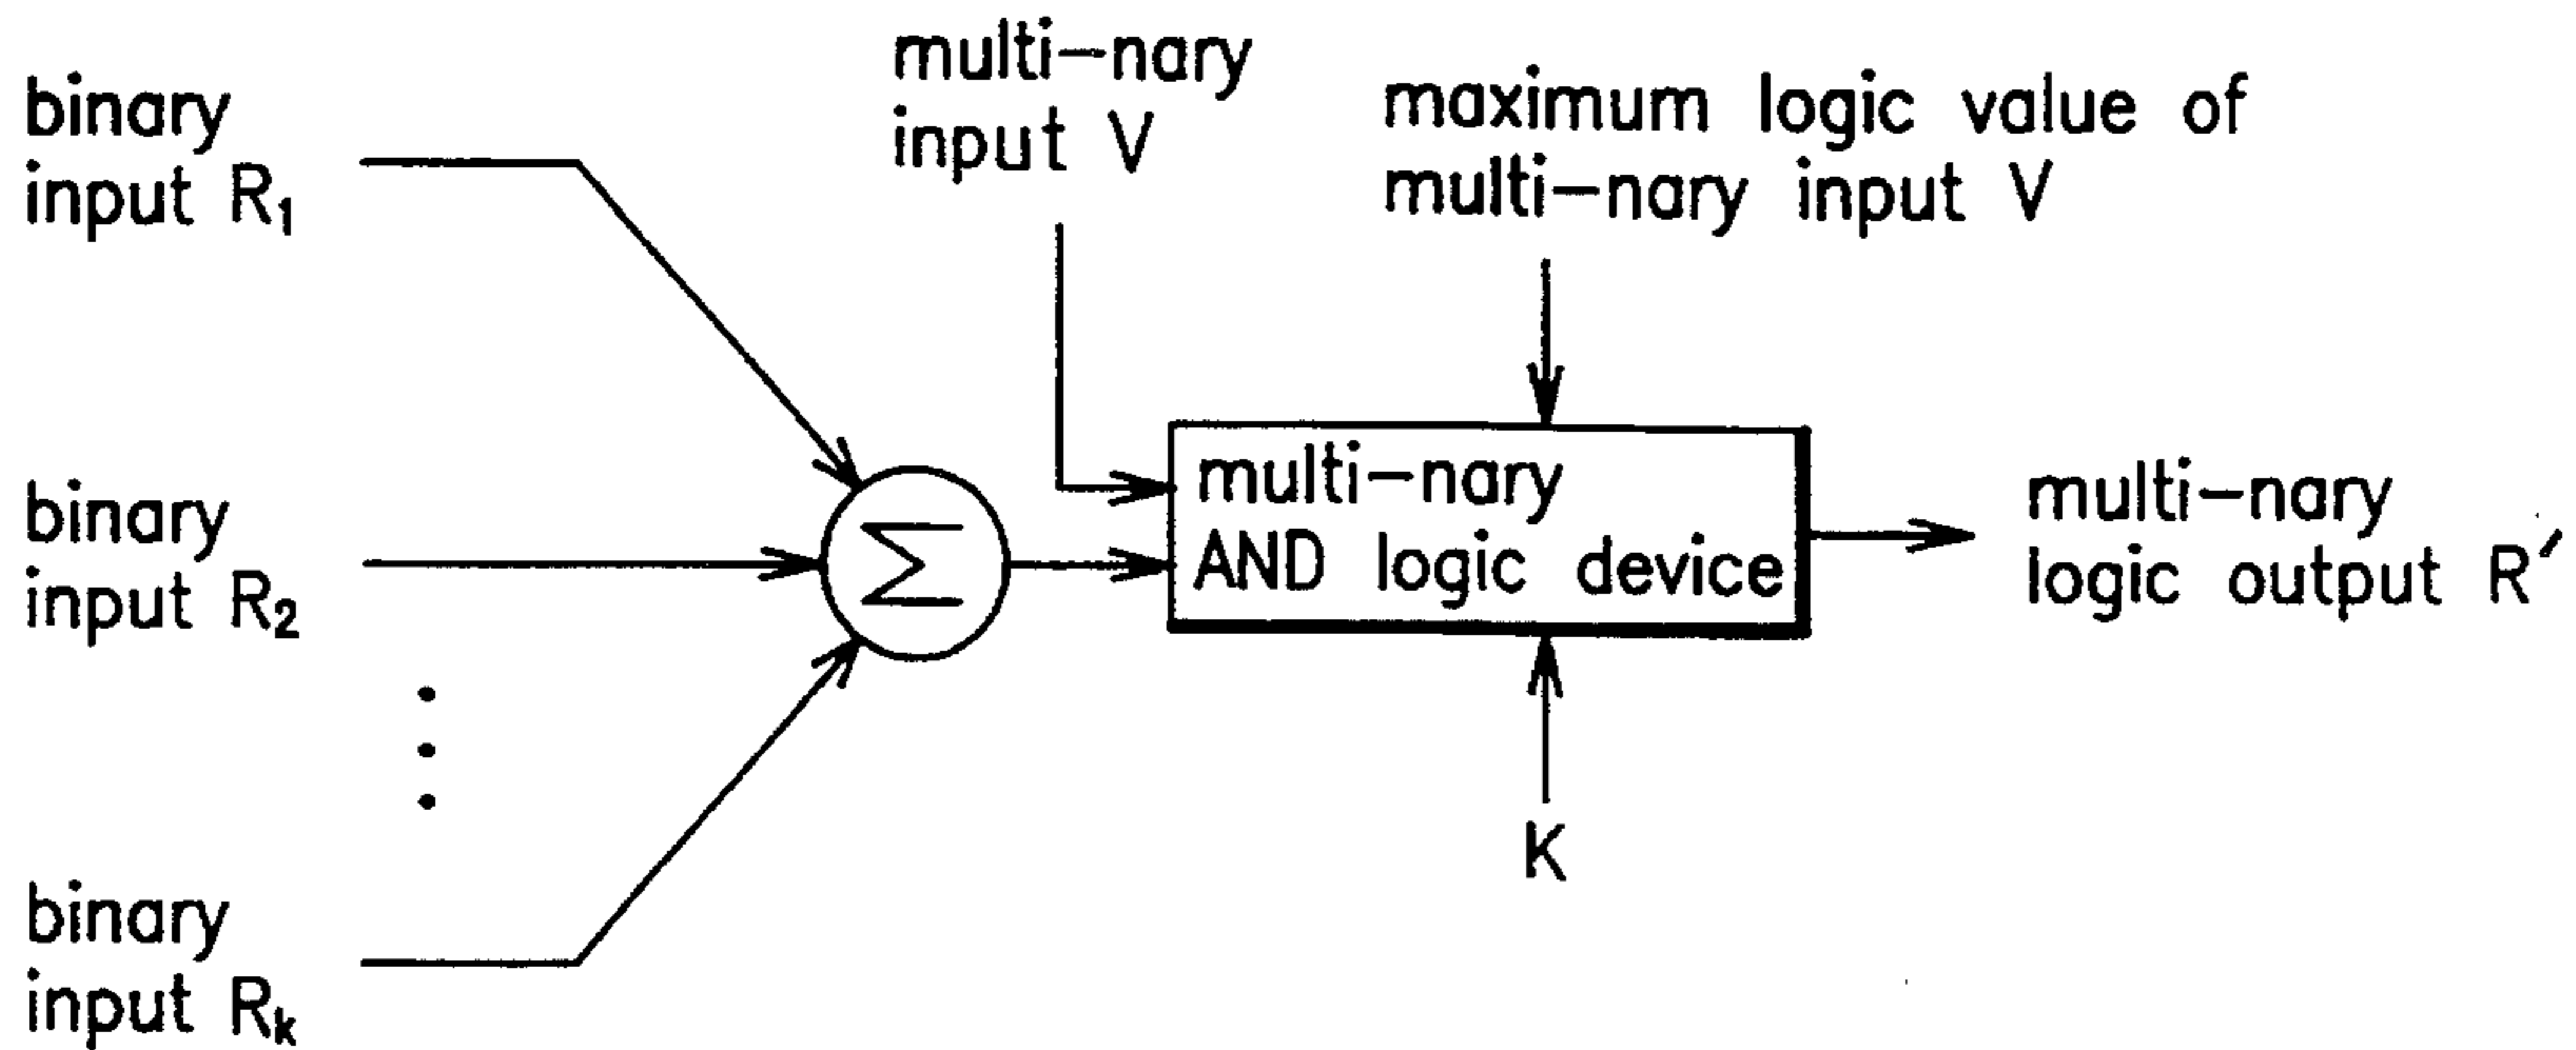 binary
input R₁
multi-nary
input V
maximum logic value of
multi-nary input V
binary
input R₂
Σ
multi-nary
AND logic device
multi-nary
logic output R′
K
binary
input Rₖ